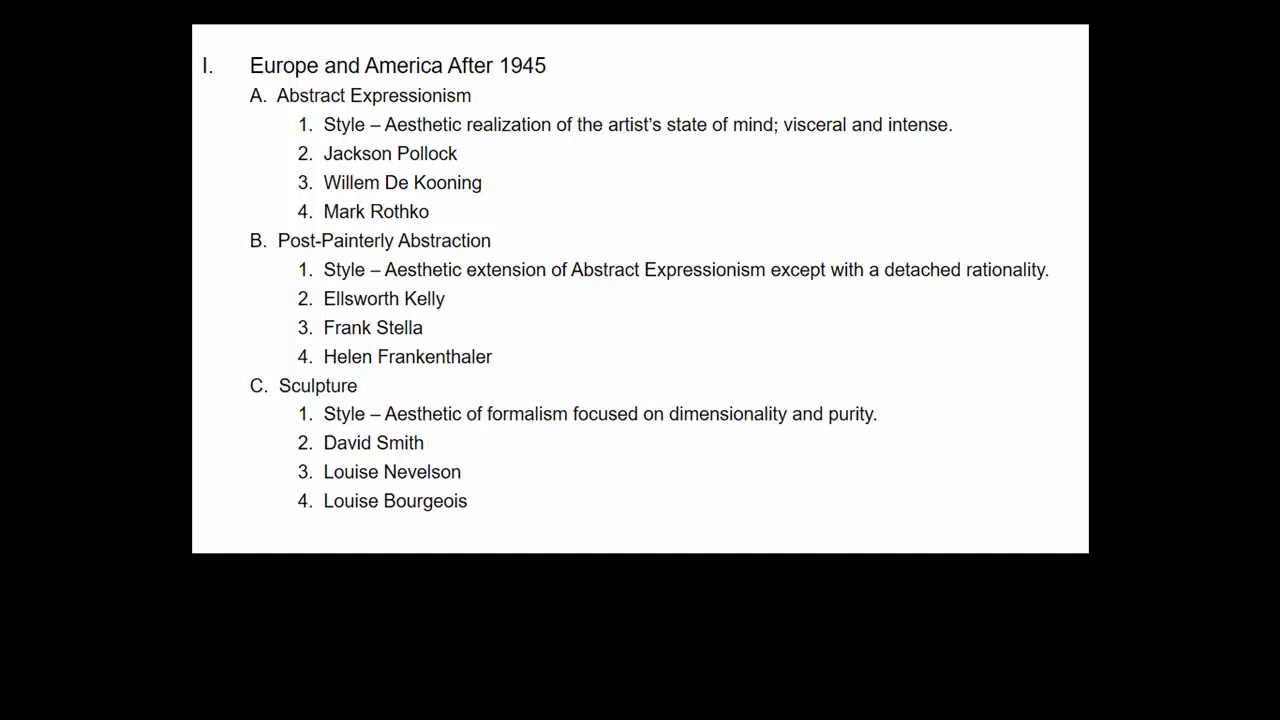 I. Europe and America After 1945
A. Abstract Expressionism
1. Style – Aesthetic realization of the artist's state of mind; visceral and intense.
2. Jackson Pollock
3. Willem De Kooning
4. Mark Rothko
B. Post-Painterly Abstraction
1. Style – Aesthetic extension of Abstract Expressionism except with a detached rationality.
2. Ellsworth Kelly
3. Frank Stella
4. Helen Frankenthaler
C. Sculpture
1. Style – Aesthetic of formalism focused on dimensionality and purity.
2. David Smith
3. Louise Nevelson
4. Louise Bourgeois